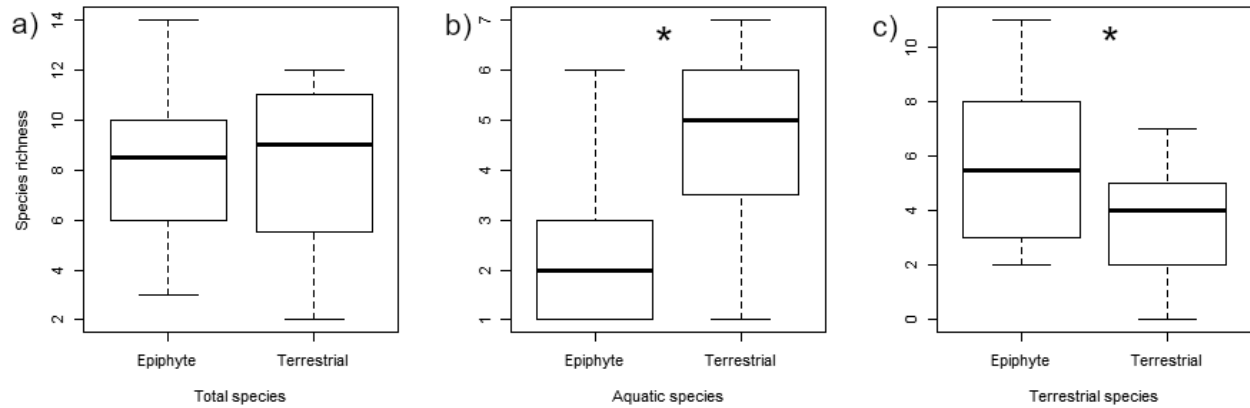 a)
Species richness
14
12
10
8
6
4
2
Epiphyte Terrestrial
Total species
b)
*
7
6
5
4
3
2
1
Epiphyte Terrestrial
Aquatic species
c)
*
10
8
6
4
2
0
Epiphyte Terrestrial
Terrestrial species